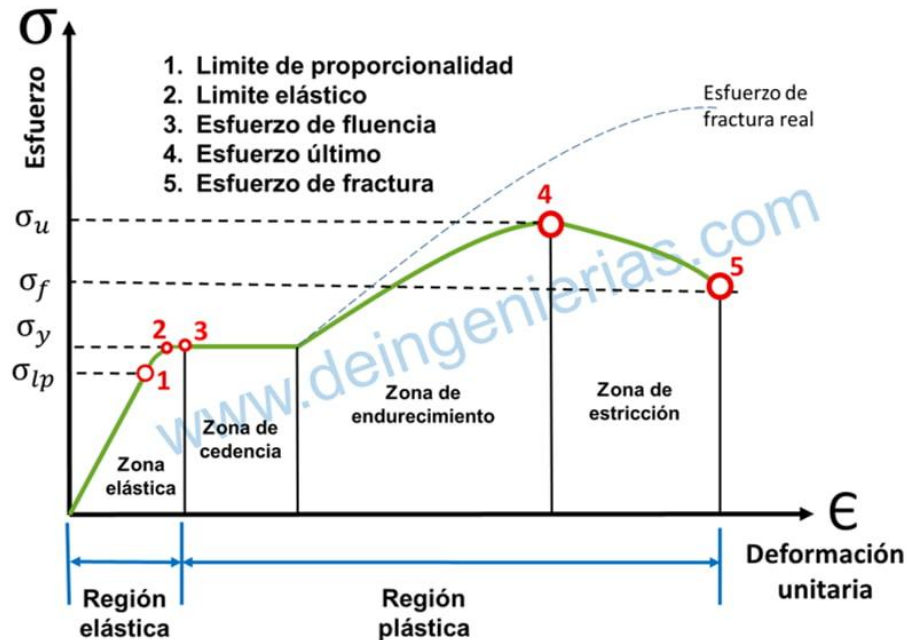 σ
Esfuerzo
1. Limite de proporcionalidad
2. Limite elástico
3. Esfuerzo de fluencia
4. Esfuerzo último
5. Esfuerzo de fractura
Esfuerzo de
fractura real
σu
σf
σy
σlp
1
2
3
4
5
www.deingenierias.com
Zona
elástica
Zona de
cedencia
Zona de
endurecimiento
Zona de
estricción
ϵ
Deformación
unitaria
Región
elástica
Región
plástica